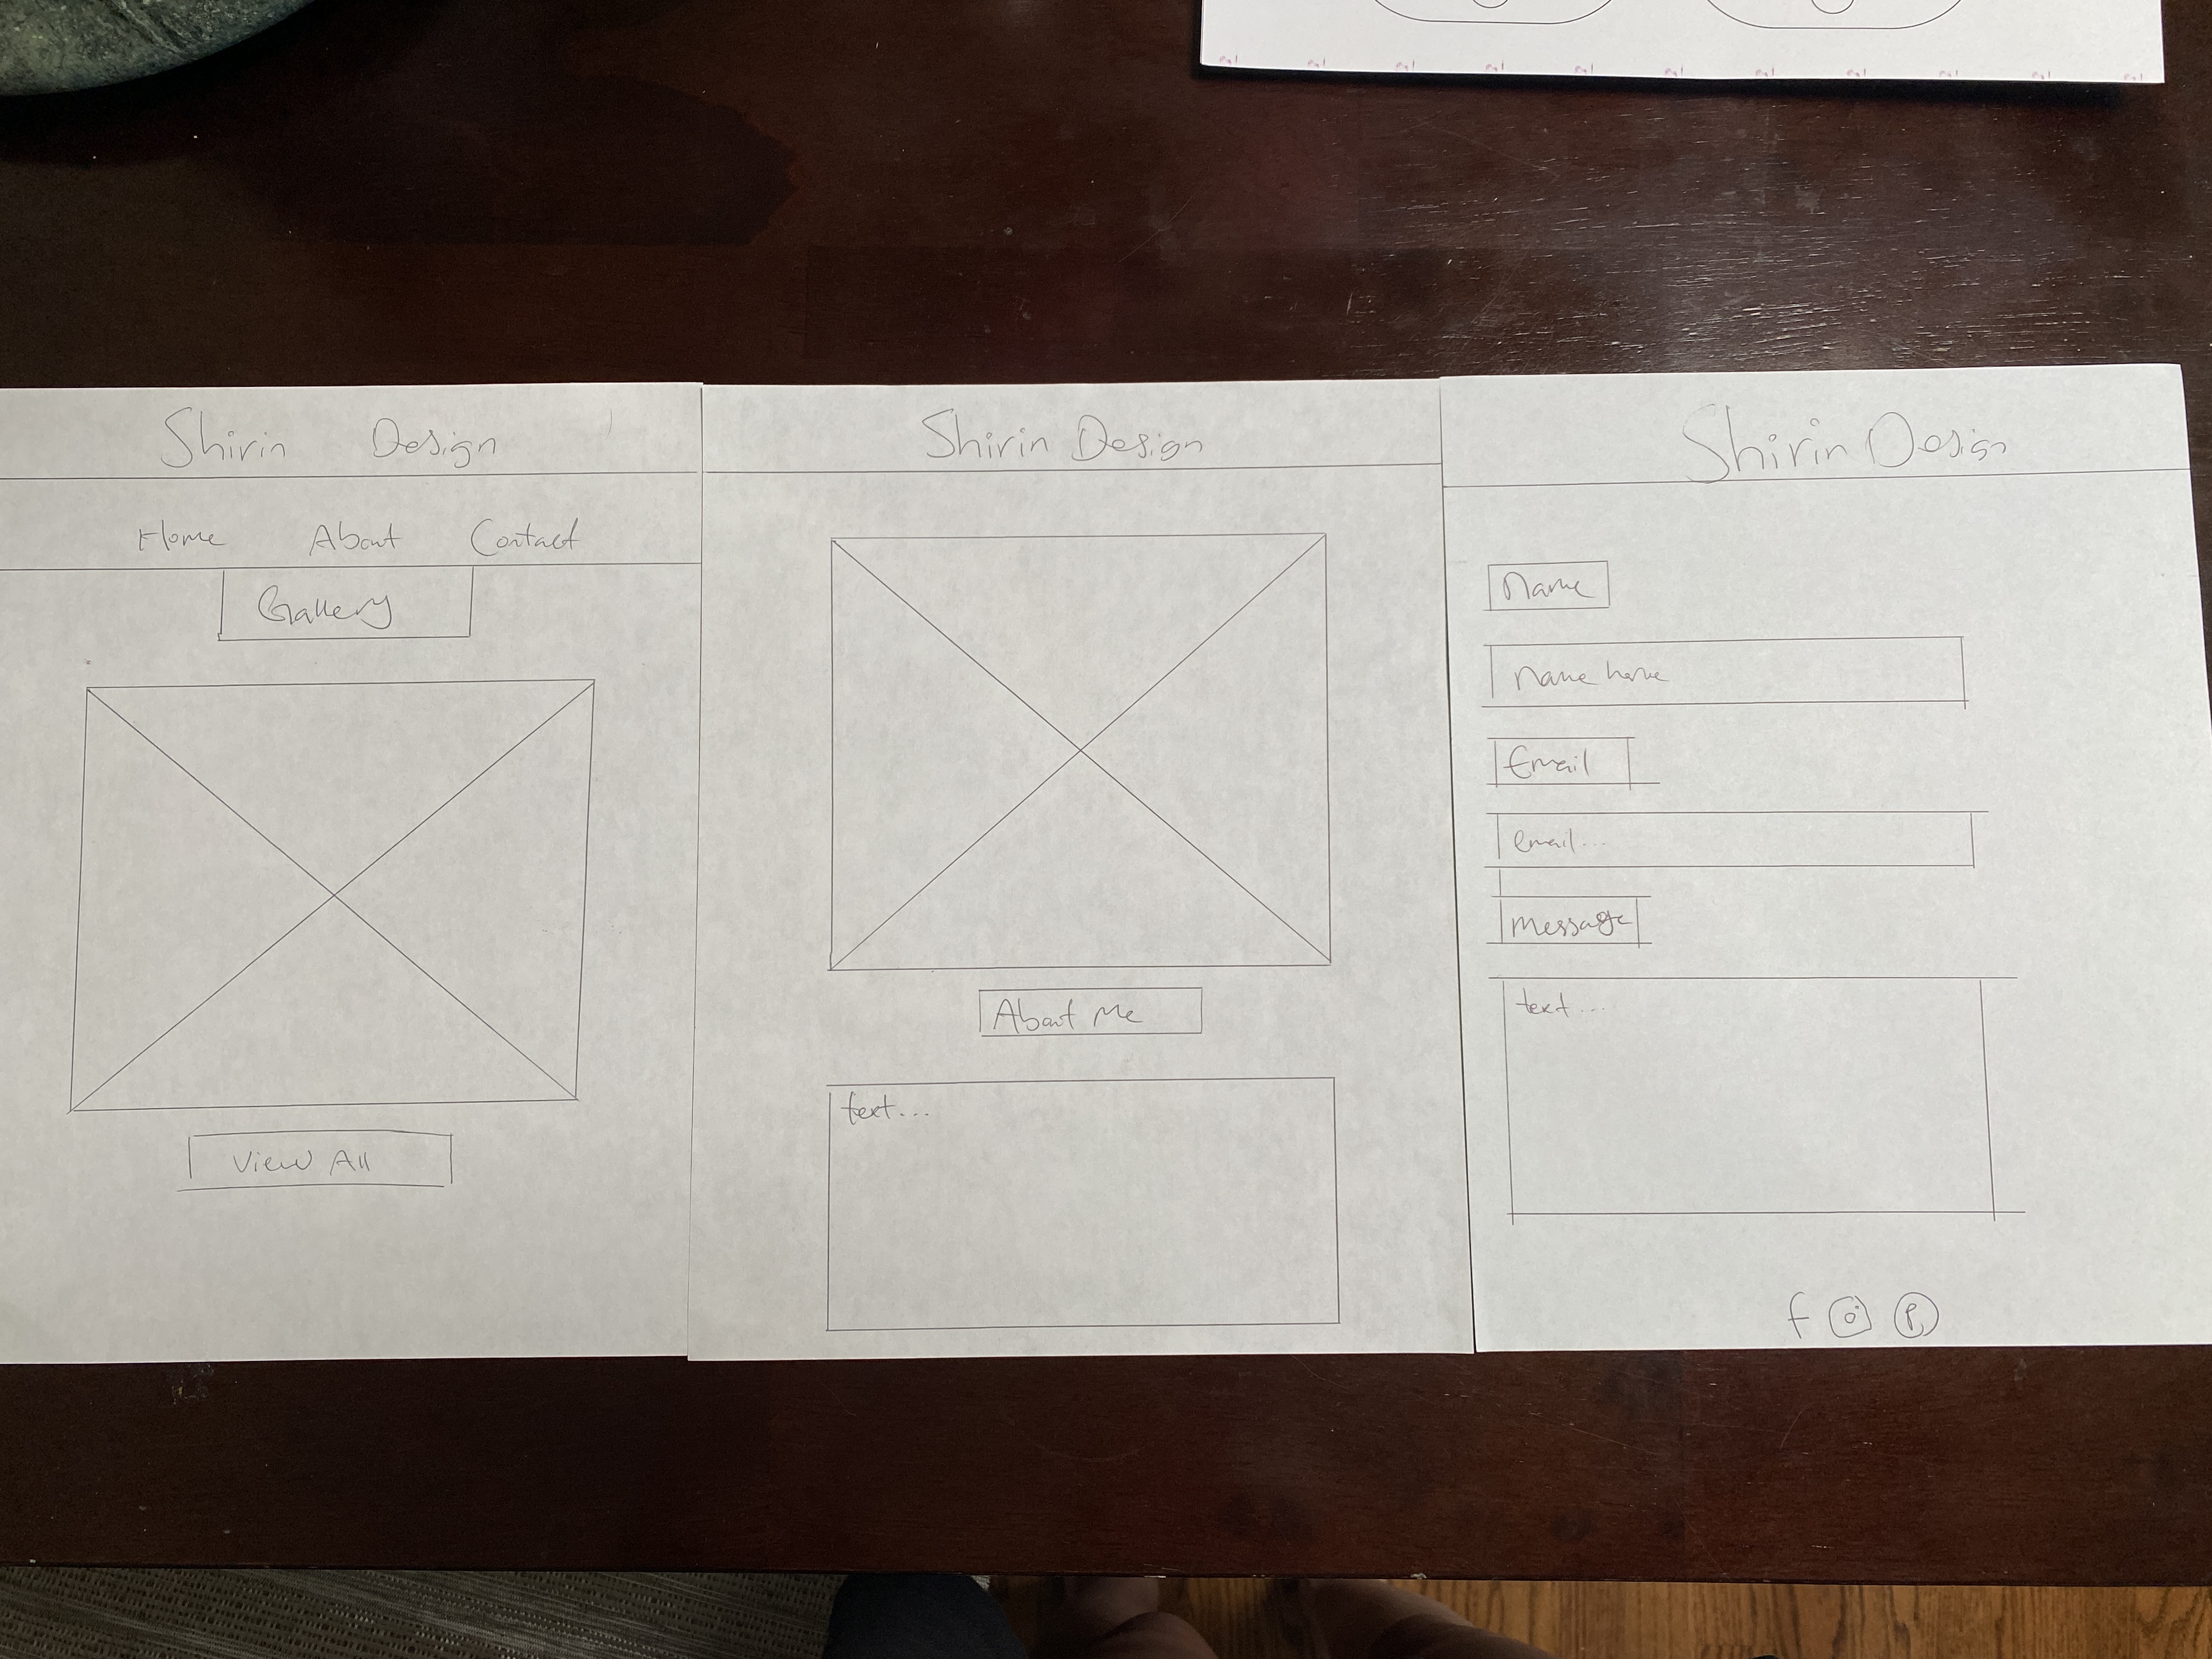 Shirin Design
Home About Contact
Gallery
View All
Shirin Design
About Me
text...
Shirin Design
Name
name here
Email
email...
Message
text....
f
P